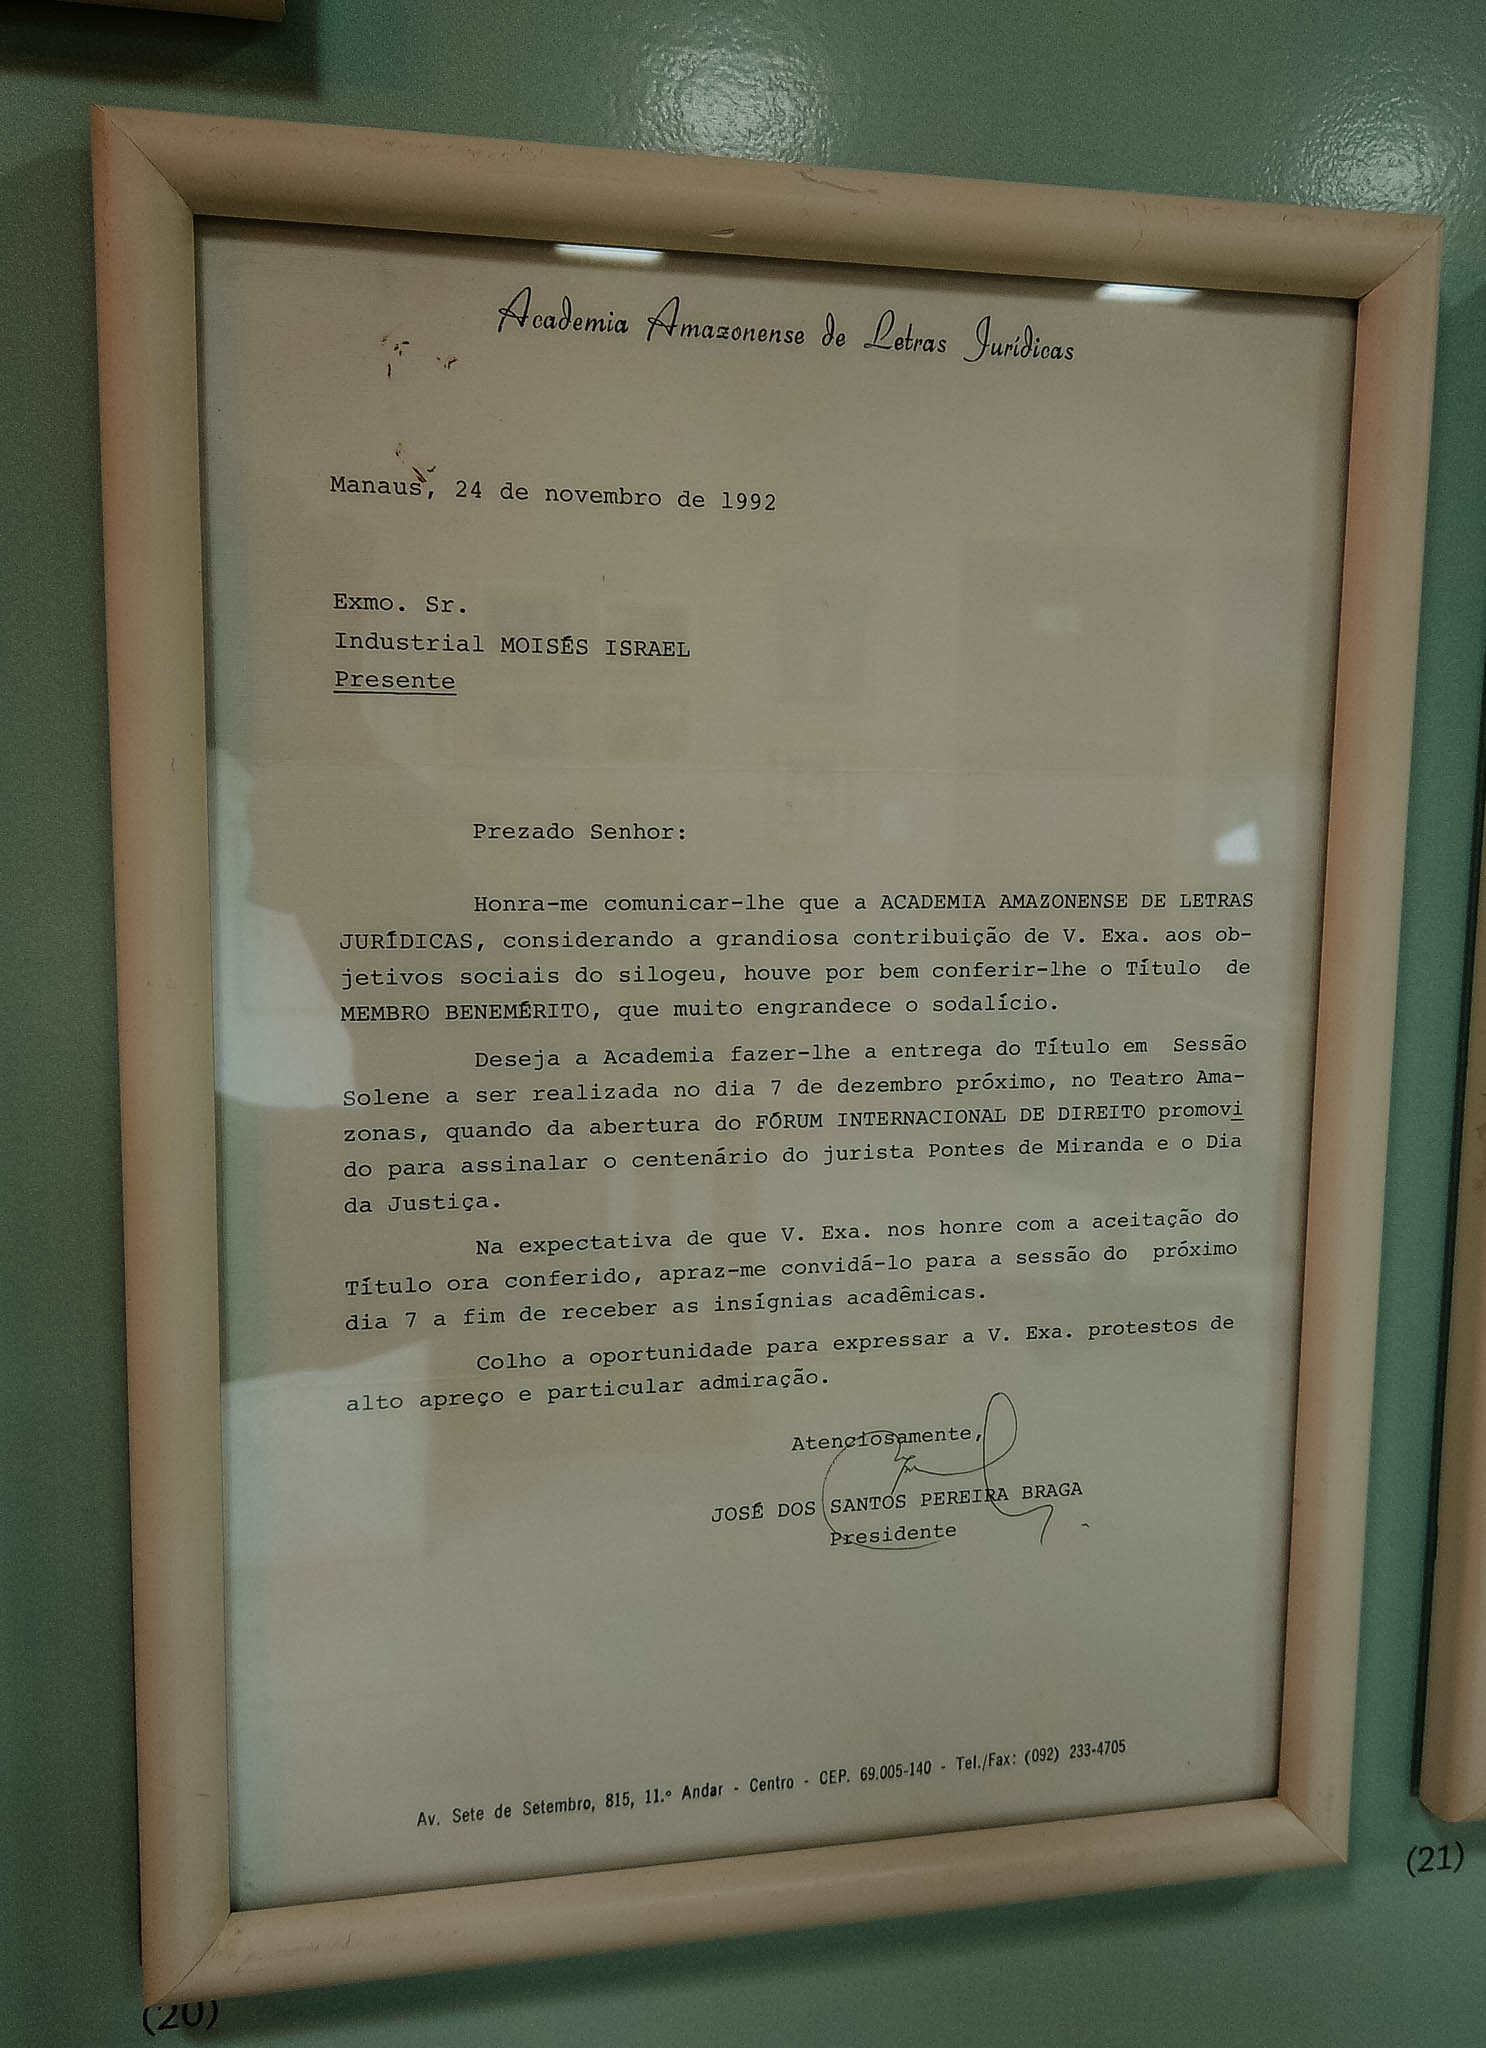 Academia Amazonense de Letras Jurídicas
Manaus, 24 de novembro de 1992
Exmo. Sr.
Industrial MOISÉS ISRAEL
Presente
Prezado Senhor:
Honra-me comunicar-lhe que a ACADEMIA AMAZONENSE DE LETRAS
JURÍDICAS, considerando a grandiosa contribuição de V. Exa. aos ob-
jetivos sociais do silogeu, houve por bem conferir-lhe o Título de
MEMBRO BENEMÉRITO, que muito engrandece o sodalício.
Deseja a Academia fazer-lhe a entrega do Título em Sessão
Solene a ser realizada no dia 7 de dezembro próximo, no Teatro Ama-
zonas, quando da abertura do FÓRUM INTERNACIONAL DE DIREITO promovi
do para assinalar o centenário do jurista Pontes de Miranda e o Dia
da Justiça.
Na expectativa de que V. Exa. nos honre com a aceitação do
Título ora conferido, apraz-me convidá-lo para a sessão do próximo
dia 7 a fim de receber as insígnias acadêmicas.
Colho a oportunidade para expressar a V. Exa. protestos de
alto apreço e particular admiração.
Atenciosamente,
JOSÉ DOS SANTOS PEREIRA BRAGA
Presidente
Av. Sete de Setembro, 815, 11.º Andar - Centro - CEP. 69.005-140 - Tel./Fax: (092) 233-4705
(20)
(21)